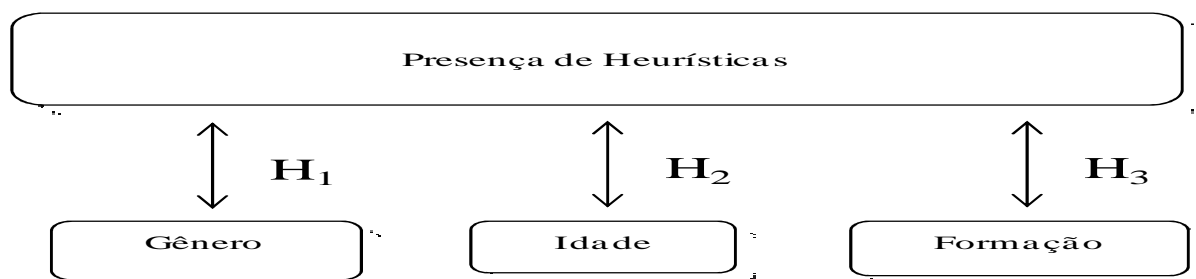 Presença de Heurísticas
H₁ H₂ H₃
Gênero Idade Formação